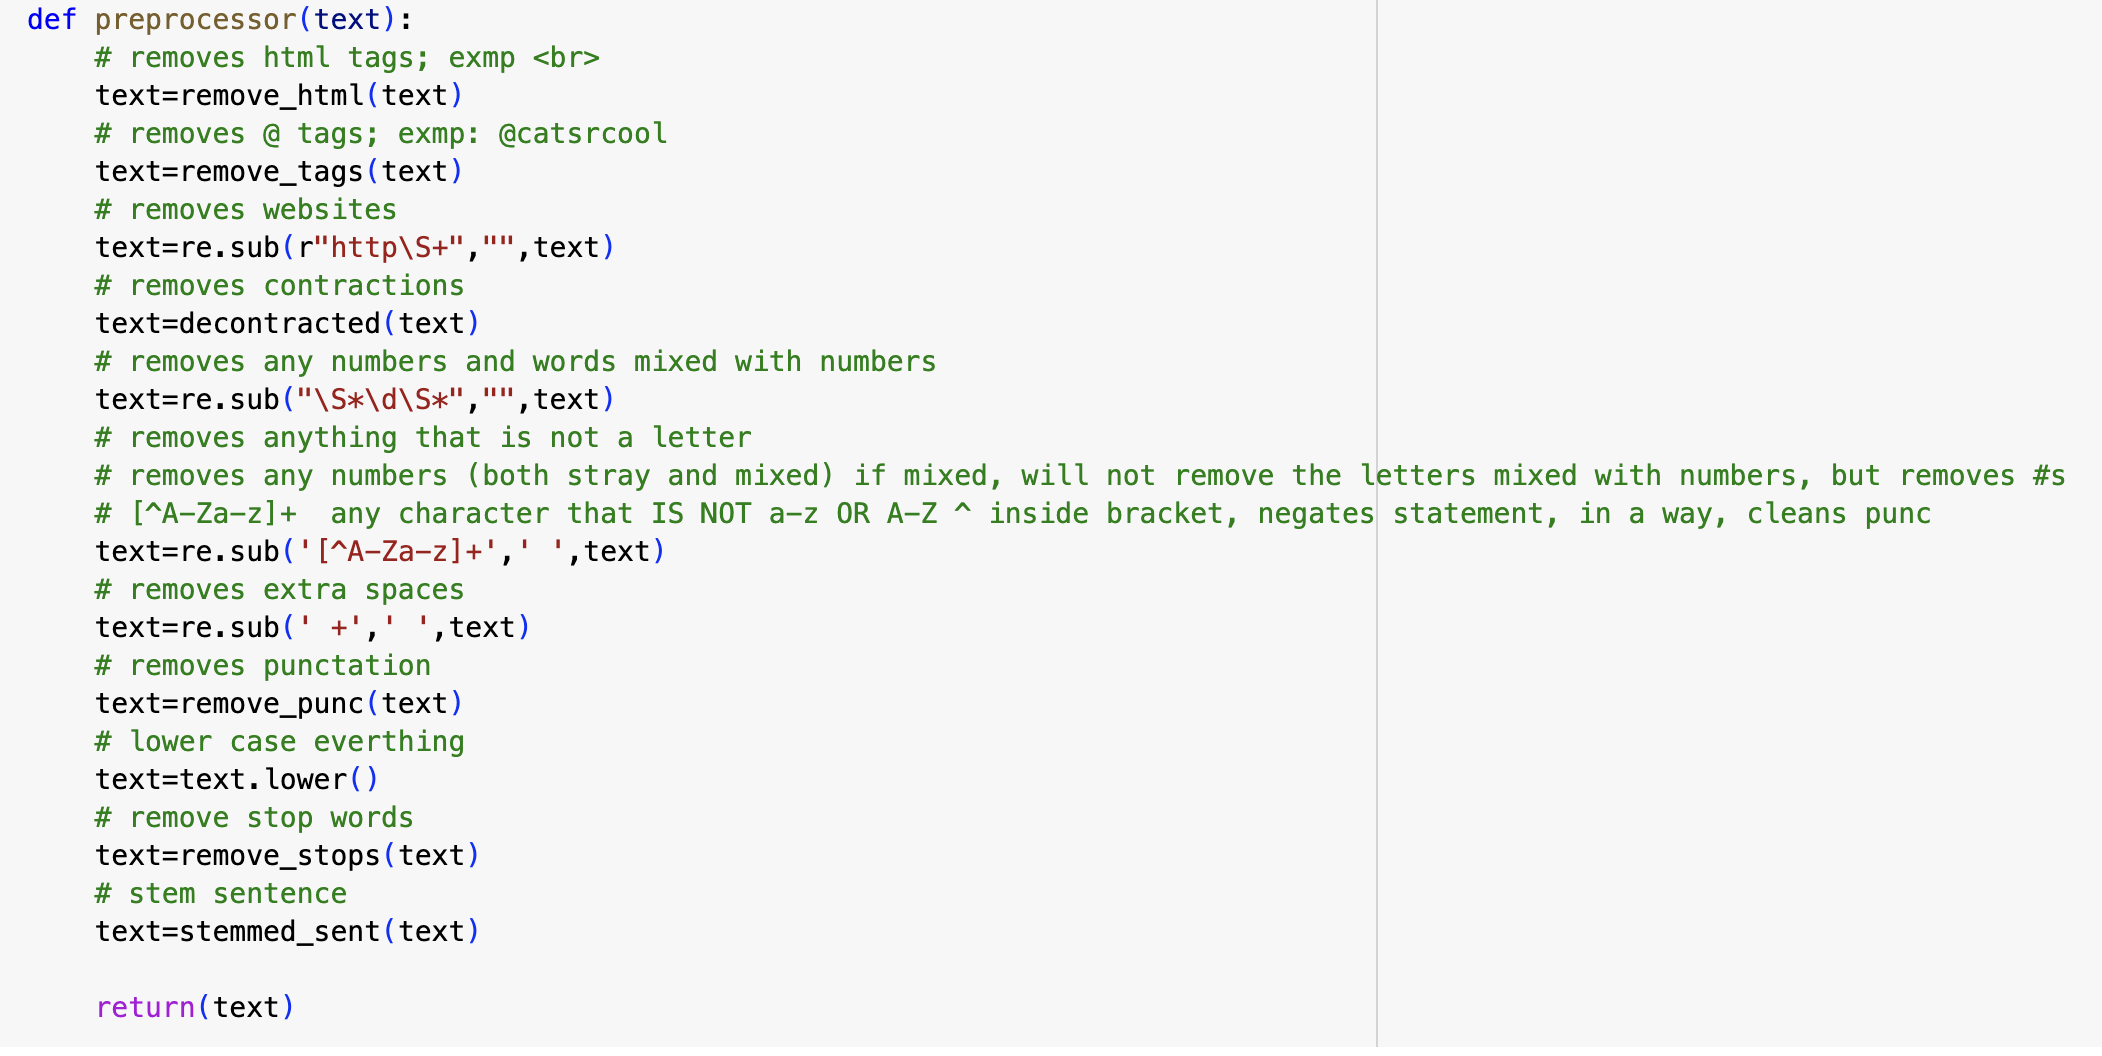 def preprocessor(text):
    # removes html tags; exmp <br>
    text=remove_html(text)
    # removes @ tags; exmp: @catsrcool
    text=remove_tags(text)
    # removes websites
    text=re.sub(r"http\S+","",text)
    # removes contractions
    text=decontracted(text)
    # removes any numbers and words mixed with numbers
    text=re.sub("\S*\d\S*","",text)
    # removes anything that is not a letter
    # removes any numbers (both stray and mixed) if mixed, will not remove the letters mixed with numbers, but removes #s
    # [^A-Za-z]+  any character that IS NOT a-z OR A-Z ^ inside bracket, negates statement, in a way, cleans punc
    text=re.sub('[^A-Za-z]+',' ',text)
    # removes extra spaces
    text=re.sub(' +',' ',text)
    # removes punctation
    text=remove_punc(text)
    # lower case everthing
    text=text.lower()
    # remove stop words
    text=remove_stops(text)
    # stem sentence
    text=stemmed_sent(text)

    return(text)